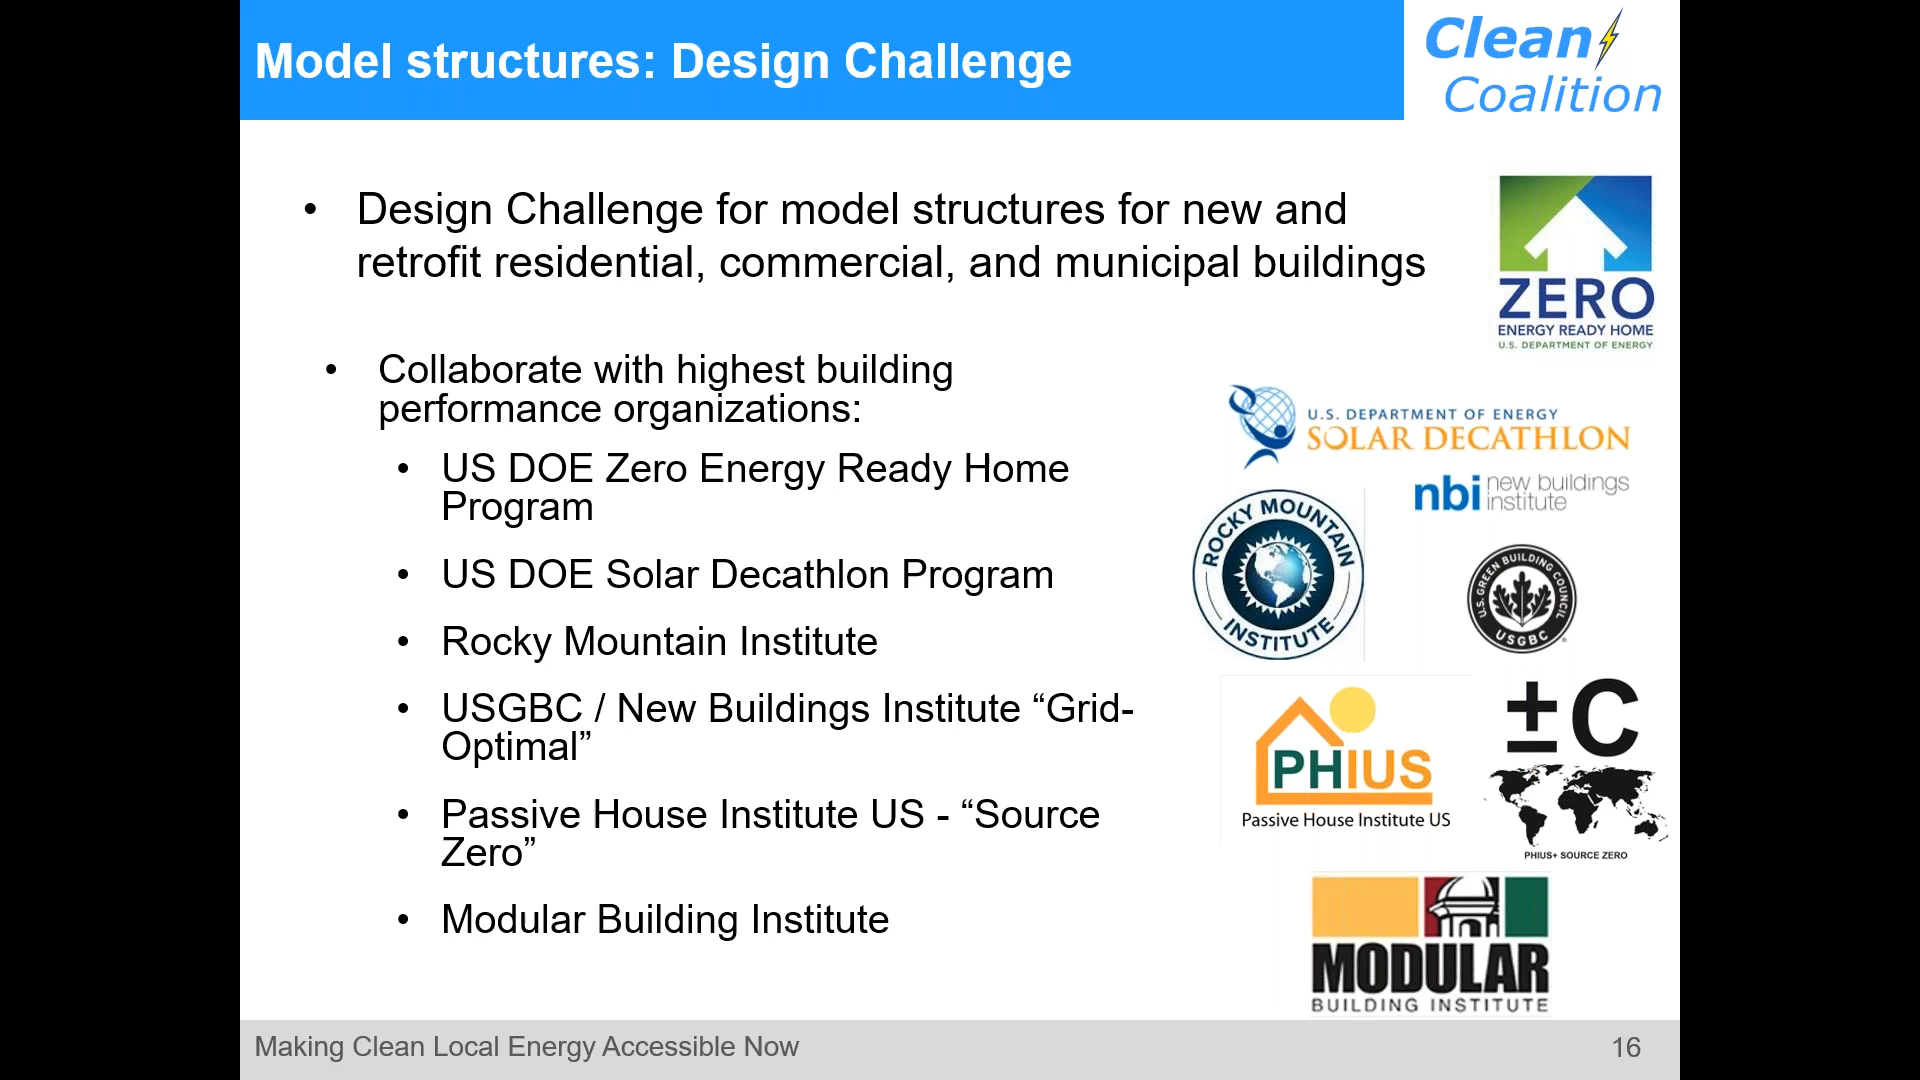 Model structures: Design Challenge
Clean
Coalition
• Design Challenge for model structures for new and
retrofit residential, commercial, and municipal buildings
ZERO
ENERGY READY HOME
U.S. DEPARTMENT OF ENERGY
• Collaborate with highest building
performance organizations:
• US DOE Zero Energy Ready Home
Program
• US DOE Solar Decathlon Program
• Rocky Mountain Institute
• USGBC / New Buildings Institute “Grid-
Optimal”
• Passive House Institute US - “Source
Zero”
• Modular Building Institute
U.S. DEPARTMENT OF ENERGY
SOLAR DECATHLON
nbi new buildings
institute
ROCKY MOUNTAIN
INSTITUTE
U.S. GREEN BUILDING COUNCIL
USGBC
®
PHIUS
Passive House Institute US
±C
PHIUS+ SOURCE ZERO
MODULAR
BUILDING INSTITUTE
Making Clean Local Energy Accessible Now
16